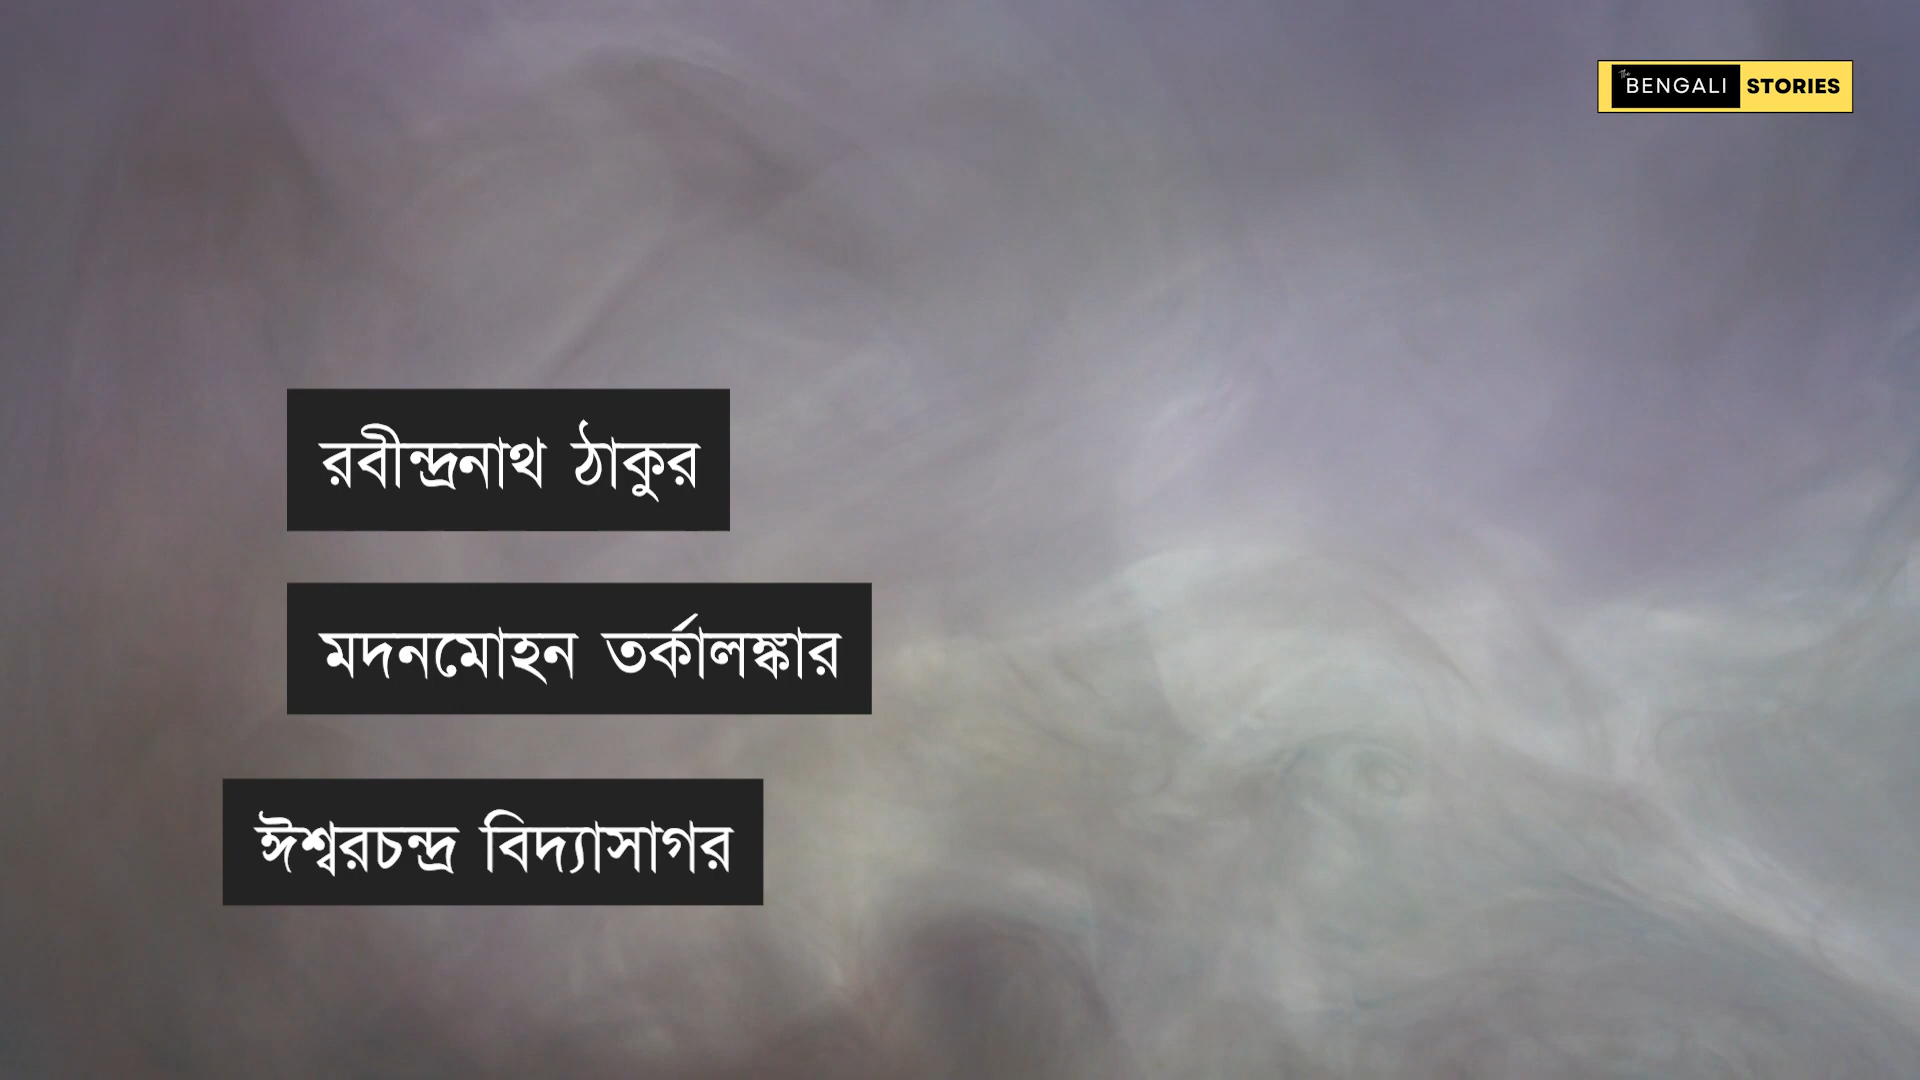 The BENGALI STORIES
রবীন্দ্রনাথ ঠাকুর
মদনমোহন তর্কালঙ্কার
ঈশ্বরচন্দ্র বিদ্যাসাগর